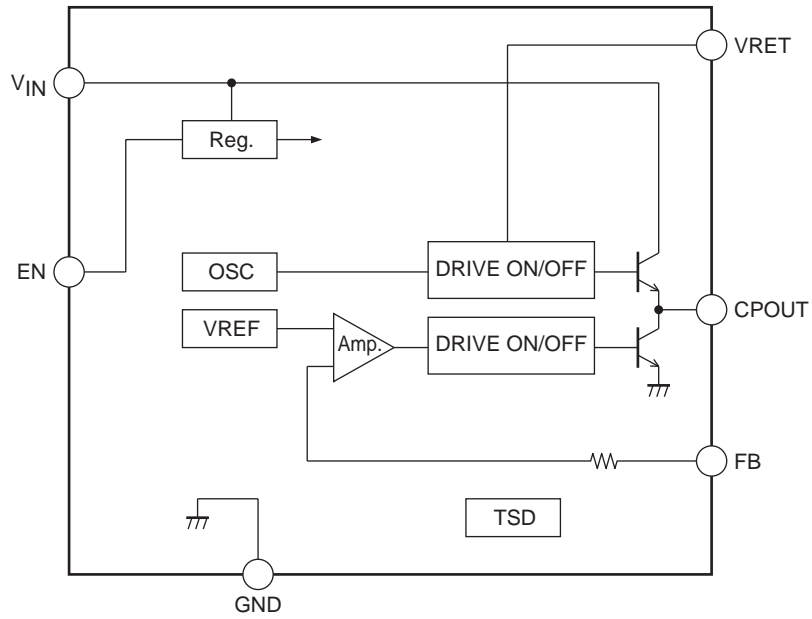 VRET
VIN
Reg.
EN
OSC
DRIVE ON/OFF
VREF
Amp.
DRIVE ON/OFF
CPOUT
FB
TSD
GND